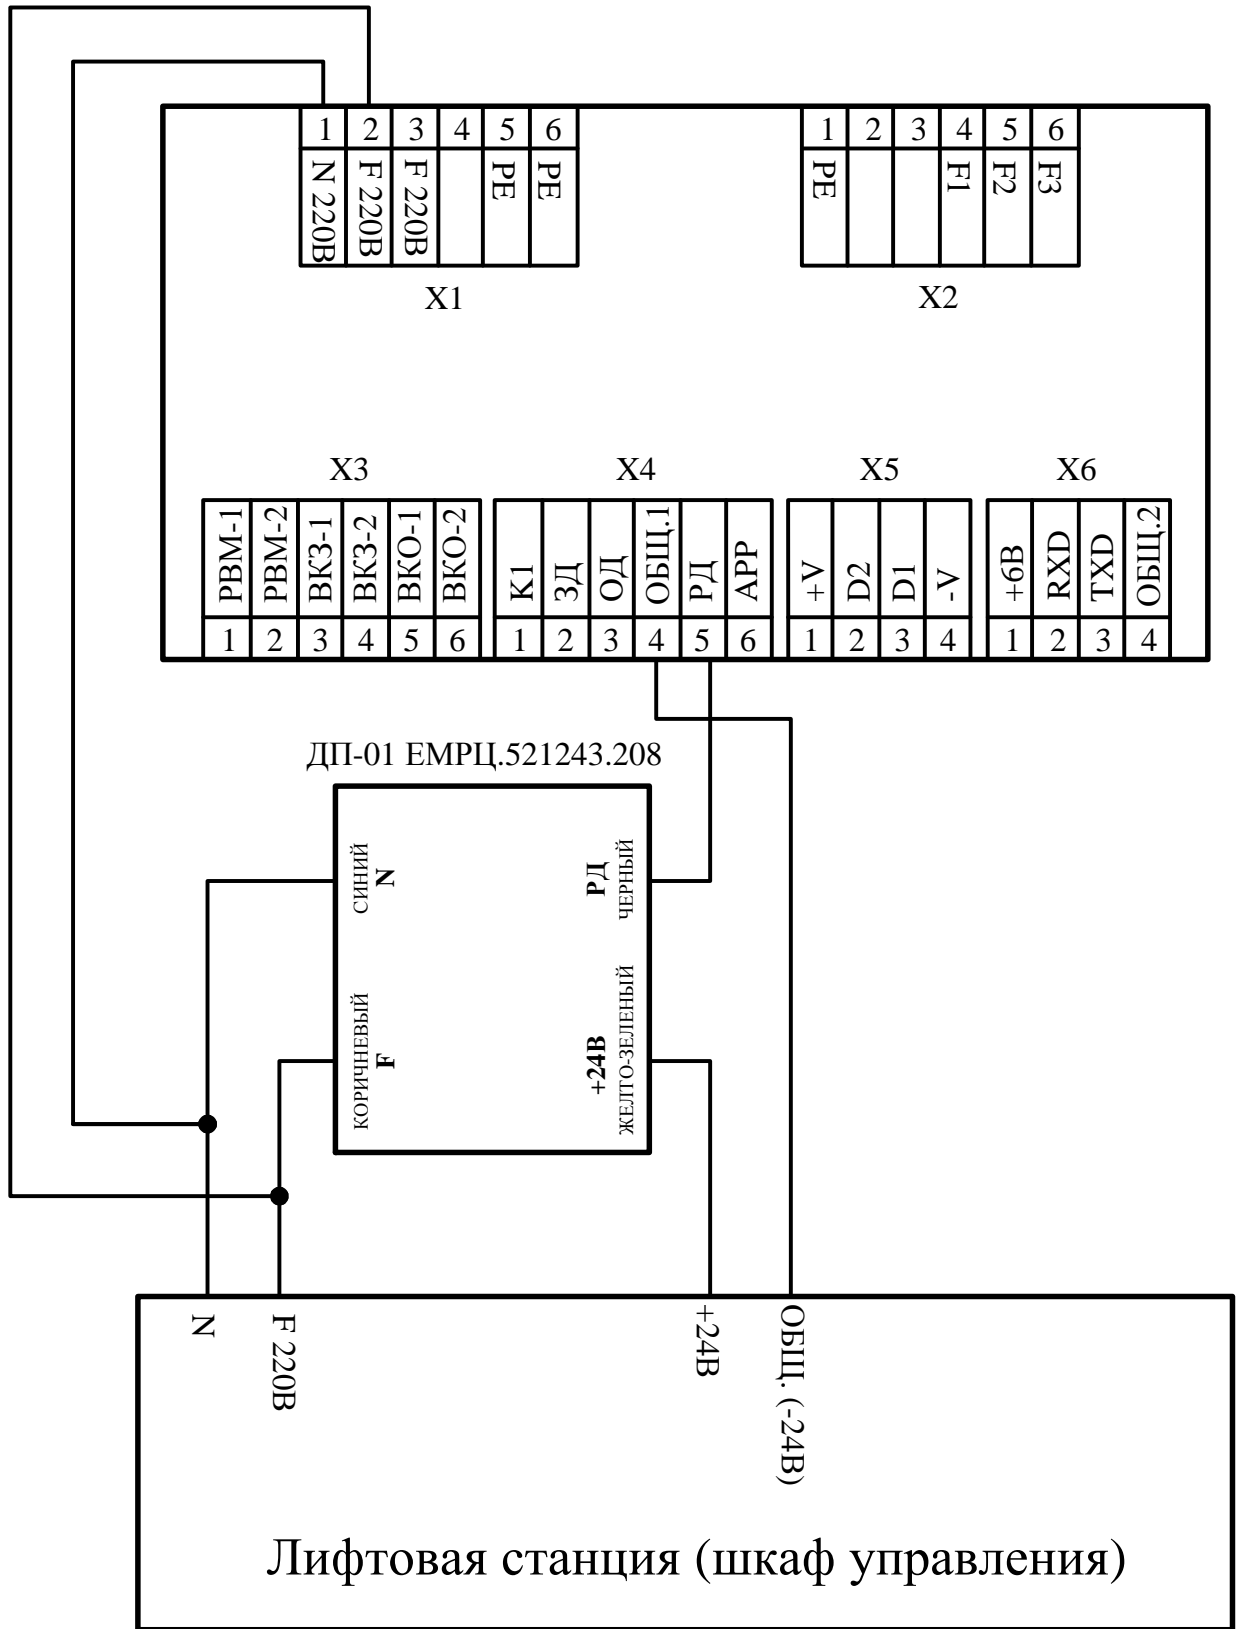 1 2 3 4 5 6
N 220В F 220В F 220В PE PE
X1
1 2 3 4 5 6
PE F1 F2 F3
X2
X3
РВМ-1 РВМ-2 ВКЗ-1 ВКЗ-2 ВКО-1 ВКО-2
1 2 3 4 5 6
X4
К1 ЗД ОД ОБЩ.1 РД АРР
1 2 3 4 5 6
X5
+V D2 D1 -V
1 2 3 4
X6
+6В RXD TXD ОБЩ.2
1 2 3 4
ДП-01 ЕМРЦ.521243.208
СИНИЙ
N
РД
ЧЕРНЫЙ
КОРИЧНЕВЫЙ
F
+24В
ЖЕЛТО-ЗЕЛЕНЫЙ
N
F 220В
+24В
ОБЩ. (-24В)
Лифтовая станция (шкаф управления)